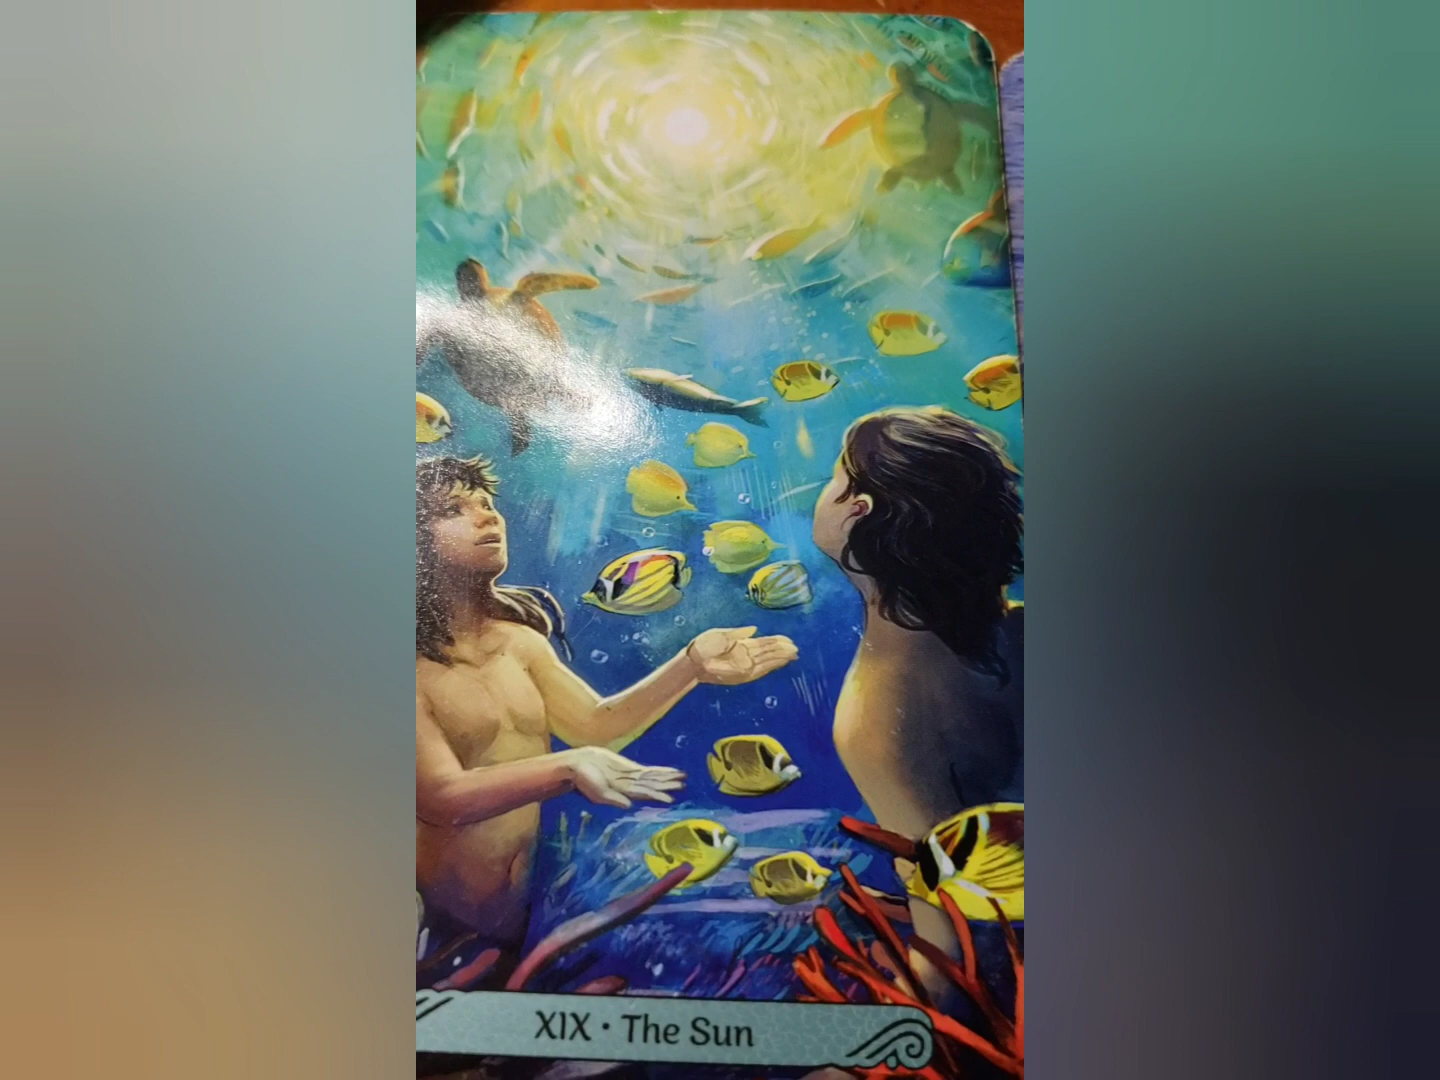 XIX • The Sun